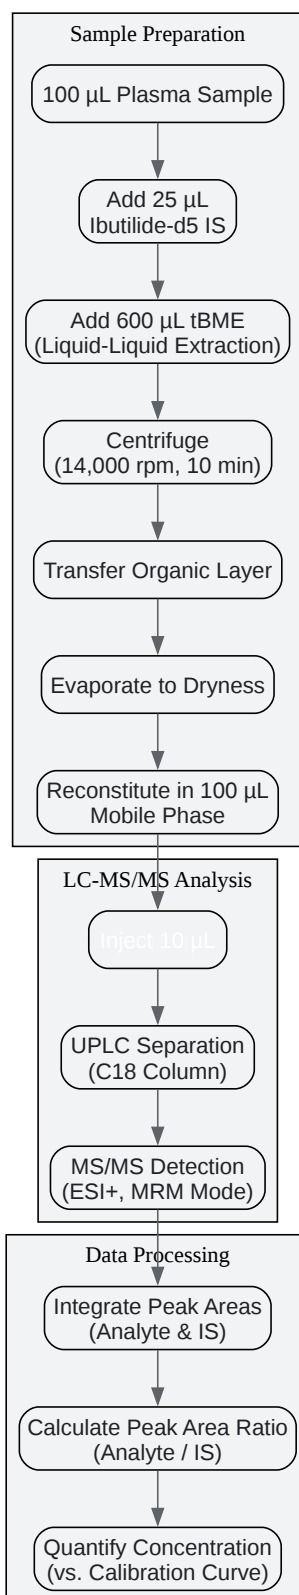 Sample Preparation
100 µL Plasma Sample
Add 25 µL
Ibutilide-d5 IS
Add 600 µL tBME
(Liquid-Liquid Extraction)
Centrifuge
(14,000 rpm, 10 min)
Transfer Organic Layer
Evaporate to Dryness
Reconstitute in 100 µL
Mobile Phase
LC-MS/MS Analysis
Inject 10 µL
UPLC Separation
(C18 Column)
MS/MS Detection
(ESI+, MRM Mode)
Data Processing
Integrate Peak Areas
(Analyte & IS)
Calculate Peak Area Ratio
(Analyte / IS)
Quantify Concentration
(vs. Calibration Curve)